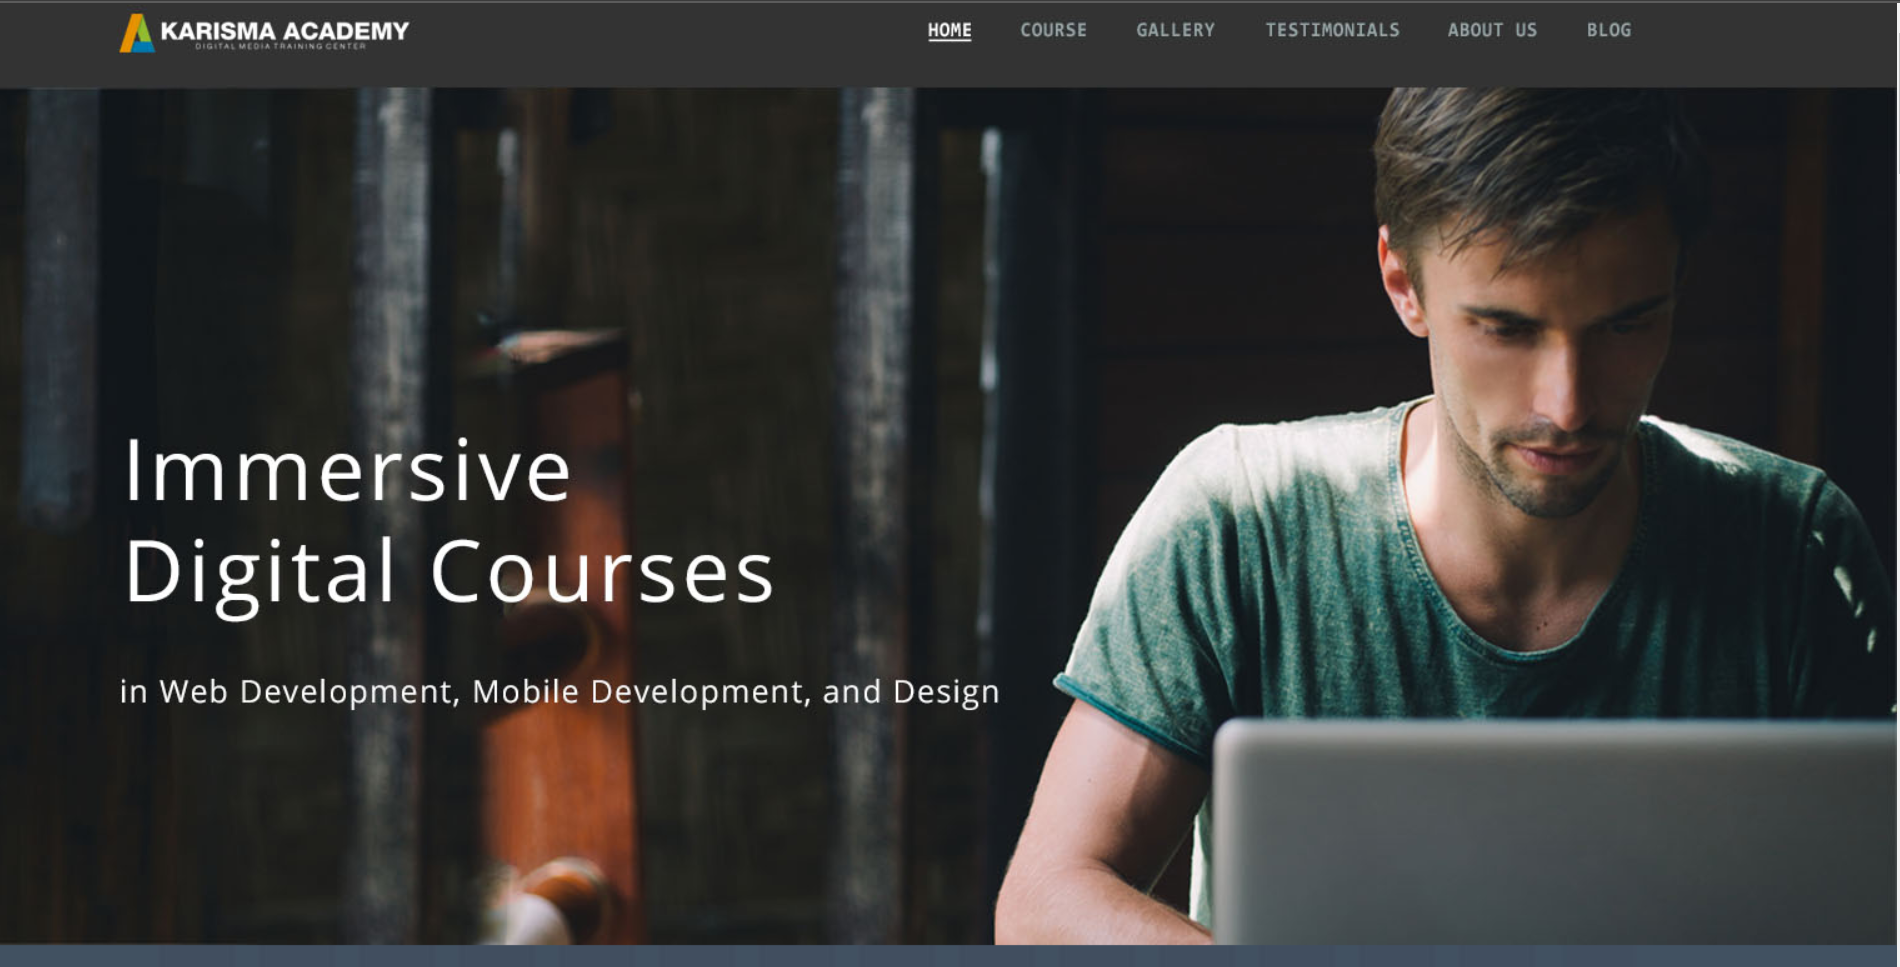 KARISMA ACADEMY
DIGITAL MEDIA TRAINING CENTER
HOME COURSE GALLERY TESTIMONIALS ABOUT US BLOG
Immersive
Digital Courses
in Web Development, Mobile Development, and Design